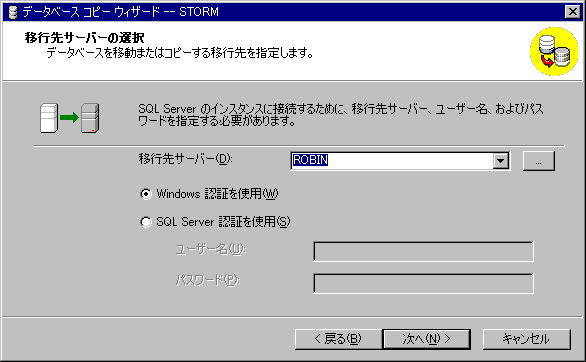 データベース コピー ウィザード -- STORM
移行先サーバーの選択
データベースを移動またはコピーする移行先を指定します。
SQL Server のインスタンスに接続するために、移行先サーバー、ユーザー名、およびパス
ワードを指定する必要があります。
移行先サーバー(D):
ROBIN
...
Windows 認証を使用(W)
SQL Server 認証を使用(S)
ユーザー名(U):
パスワード(P):
< 戻る(B)
次へ(N) >
キャンセル